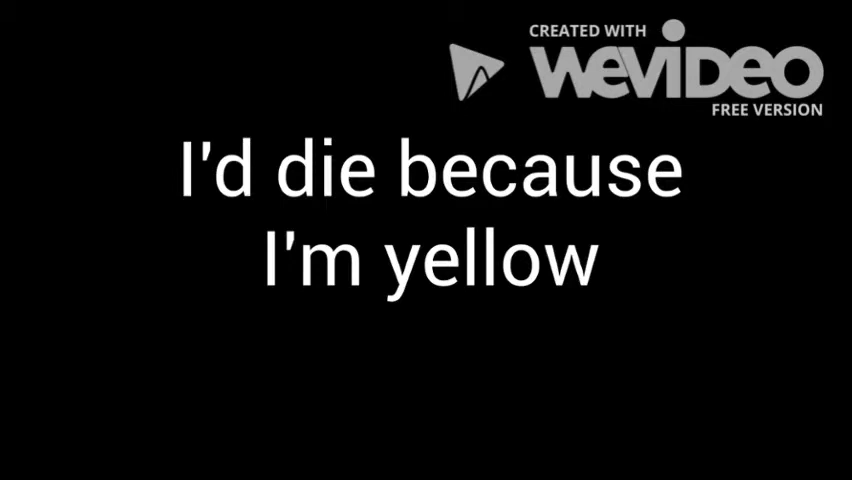 CREATED WITH
WEVIDEO
FREE VERSION
I'd die because
I'm yellow